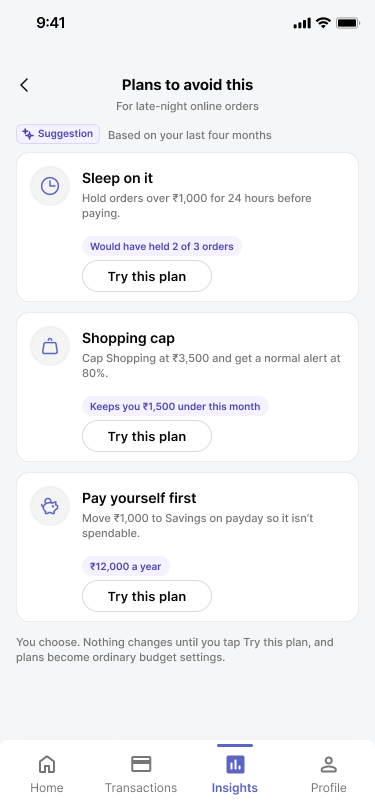 9:41
Plans to avoid this
For late-night online orders
Suggestion
Based on your last four months
Sleep on it
Hold orders over ₹1,000 for 24 hours before
paying.
Would have held 2 of 3 orders
Try this plan
Shopping cap
Cap Shopping at ₹3,500 and get a normal alert at
80%.
Keeps you ₹1,500 under this month
Try this plan
Pay yourself first
Move ₹1,000 to Savings on payday so it isn’t
spendable.
₹12,000 a year
Try this plan
You choose. Nothing changes until you tap Try this plan, and
plans become ordinary budget settings.
Home
Transactions
Insights
Profile